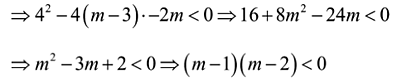 ⇒ 4² − 4(m − 3)· − 2m < 0 ⇒ 16 + 8m² − 24m < 0
⇒ m² − 3m + 2 < 0 ⇒ (m − 1)(m − 2) < 0